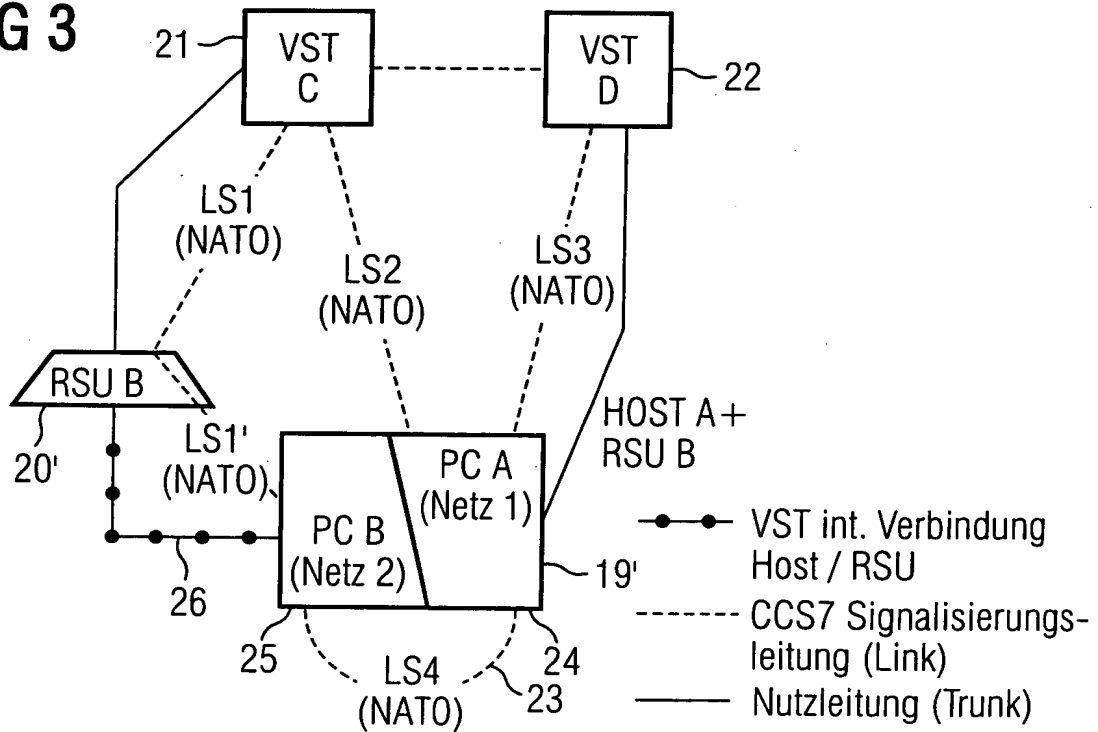 G 3
21
VST
C
VST
D
22
LS1
(NATO)
LS2
(NATO)
LS3
(NATO)
RSU B
20'
LS1'
(NATO)
HOST A+
RSU B
PC A
(Netz 1)
PC B
(Netz 2)
19'
26
25
24
LS4
(NATO)
23
VST int. Verbindung
Host / RSU
CCS7 Signalisierungs-
leitung (Link)
Nutzleitung (Trunk)